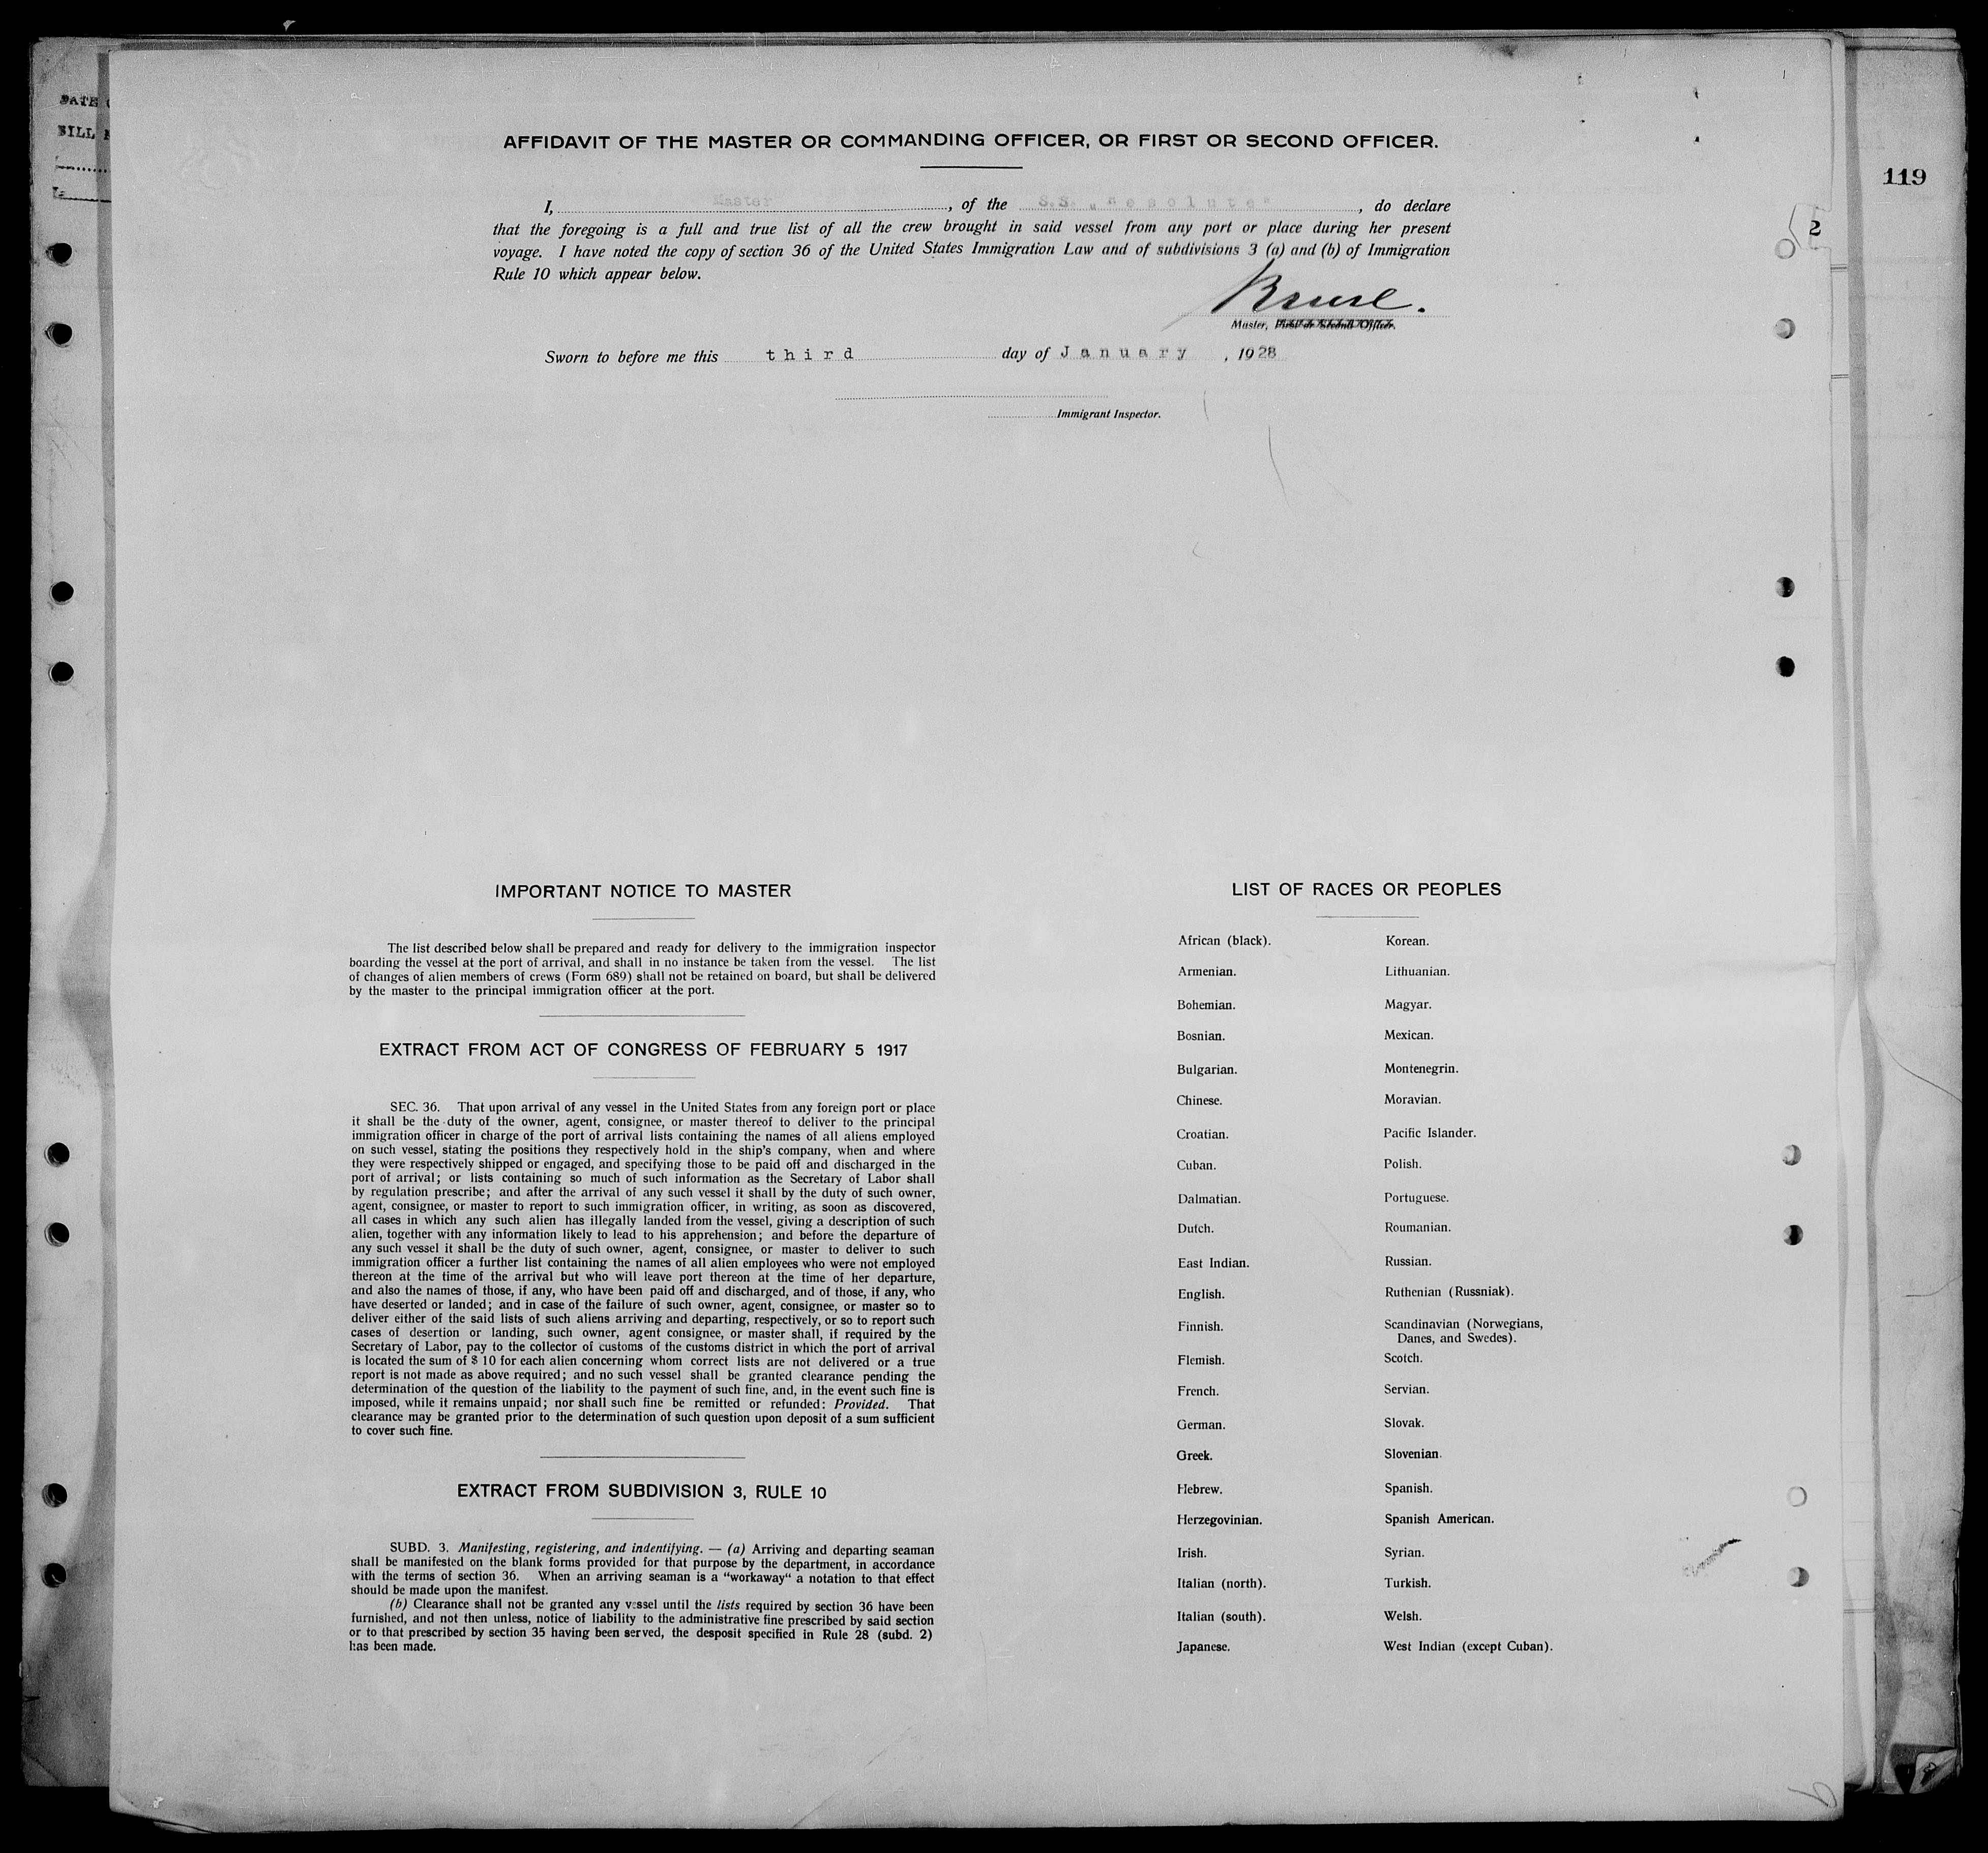 DATE
BILL
119
2
AFFIDAVIT OF THE MASTER OR COMMANDING OFFICER, OR FIRST OR SECOND OFFICER.
I, Master, of the S.S. „Resolute", do declare
that the foregoing is a full and true list of all the crew brought in said vessel from any port or place during her present
voyage. I have noted the copy of section 36 of the United States Immigration Law and of subdivisions 3 (a) and (b) of Immigration
Rule 10 which appear below.
Kruse.
Master, First or Second Officer.
Sworn to before me this third day of January, 1928
Immigrant Inspector.
IMPORTANT NOTICE TO MASTER
The list described below shall be prepared and ready for delivery to the immigration inspector
boarding the vessel at the port of arrival, and shall in no instance be taken from the vessel. The list
of changes of alien members of crews (Form 689) shall not be retained on board, but shall be delivered
by the master to the principal immigration officer at the port.
EXTRACT FROM ACT OF CONGRESS OF FEBRUARY 5 1917
SEC. 36. That upon arrival of any vessel in the United States from any foreign port or place
it shall be the duty of the owner, agent, consignee, or master thereof to deliver to the principal
immigration officer in charge of the port of arrival lists containing the names of all aliens employed
on such vessel, stating the positions they respectively hold in the ship's company, when and where
they were respectively shipped or engaged, and specifying those to be paid off and discharged in the
port of arrival; or lists containing so much of such information as the Secretary of Labor shall
by regulation prescribe; and after the arrival of any such vessel it shall by the duty of such owner,
agent, consignee, or master to report to such immigration officer, in writing, as soon as discovered,
all cases in which any such alien has illegally landed from the vessel, giving a description of such
alien, together with any information likely to lead to his apprehension; and before the departure of
any such vessel it shall be the duty of such owner, agent, consignee, or master to deliver to such
immigration officer a further list containing the names of all alien employees who were not employed
thereon at the time of the arrival but who will leave port thereon at the time of her departure,
and also the names of those, if any, who have been paid off and discharged, and of those, if any, who
have deserted or landed; and in case of the failure of such owner, agent, consignee, or master so to
deliver either of the said lists of such aliens arriving and departing, respectively, or so to report such
cases of desertion or landing, such owner, agent consignee, or master shall, if required by the
Secretary of Labor, pay to the collector of customs of the customs district in which the port of arrival
is located the sum of $ 10 for each alien concerning whom correct lists are not delivered or a true
report is not made as above required; and no such vessel shall be granted clearance pending the
determination of the question of the liability to the payment of such fine, and, in the event such fine is
imposed, while it remains unpaid; nor shall such fine be remitted or refunded: Provided. That
clearance may be granted prior to the determination of such question upon deposit of a sum sufficient
to cover such fine.
EXTRACT FROM SUBDIVISION 3, RULE 10
SUBD. 3. Manifesting, registering, and indentifying. — (a) Arriving and departing seaman
shall be manifested on the blank forms provided for that purpose by the department, in accordance
with the terms of section 36. When an arriving seaman is a "workaway" a notation to that effect
should be made upon the manifest.
(b) Clearance shall not be granted any vessel until the lists required by section 36 have been
furnished, and not then unless, notice of liability to the administrative fine prescribed by said section
or to that prescribed by section 35 having been served, the desposit specified in Rule 28 (subd. 2)
has been made.
LIST OF RACES OR PEOPLES
African (black).
Armenian.
Bohemian.
Bosnian.
Bulgarian.
Chinese.
Croatian.
Cuban.
Dalmatian.
Dutch.
East Indian.
English.
Finnish.
Flemish.
French.
German.
Greek.
Hebrew.
Herzegovinian.
Irish.
Italian (north).
Italian (south).
Japanese.
Korean.
Lithuanian.
Magyar.
Mexican.
Montenegrin.
Moravian.
Pacific Islander.
Polish.
Portuguese.
Roumanian.
Russian.
Ruthenian (Russniak).
Scandinavian (Norwegians,
Danes, and Swedes).
Scotch.
Servian.
Slovak.
Slovenian.
Spanish.
Spanish American.
Syrian.
Turkish.
Welsh.
West Indian (except Cuban).